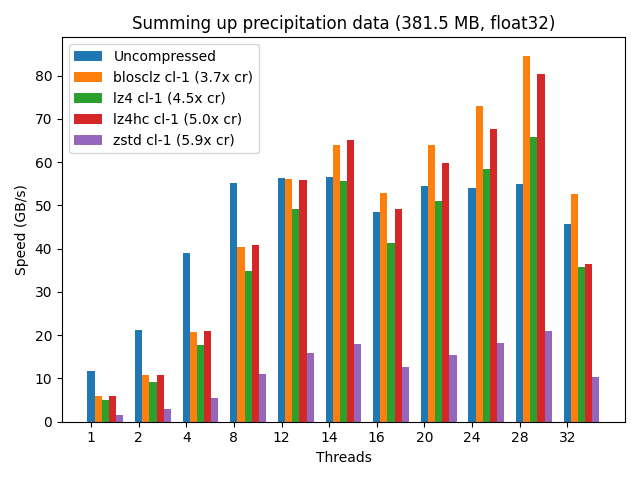 Summing up precipitation data (381.5 MB, float32)
Uncompressed
blosclz cl-1 (3.7x cr)
lz4 cl-1 (4.5x cr)
lz4hc cl-1 (5.0x cr)
zstd cl-1 (5.9x cr)
Speed (GB/s)
80
70
60
50
40
30
20
10
0
1 2 4 8 12 14 16 20 24 28 32
Threads